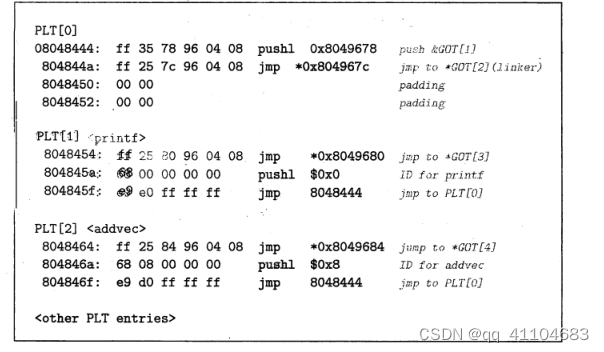 PLT[0]
08048444: ff 35 78 96 04 08 pushl 0x8049678 push &GOT[1]
804844a: ff 25 7c 96 04 08 jmp *0x804967c jmp to *GOT[2](linker)
8048450: 00 00 padding
8048452: 00 00 padding
PLT[1] <printf>
8048454: ff 25 80 96 04 08 jmp *0x8049680 jmp to *GOT[3]
804845a: 68 00 00 00 00 pushl $0x0 ID for printf
804845f: e9 e0 ff ff ff jmp 8048444 jmp to PLT[0]
PLT[2] <addvec>
8048464: ff 25 84 96 04 08 jmp *0x8049684 jump to *GOT[4]
804846a: 68 08 00 00 00 pushl $0x8 ID for addvec
804846f: e9 d0 ff ff ff jmp 8048444 jmp to PLT[0]
<other PLT entries>
CSDN @qq_41104683